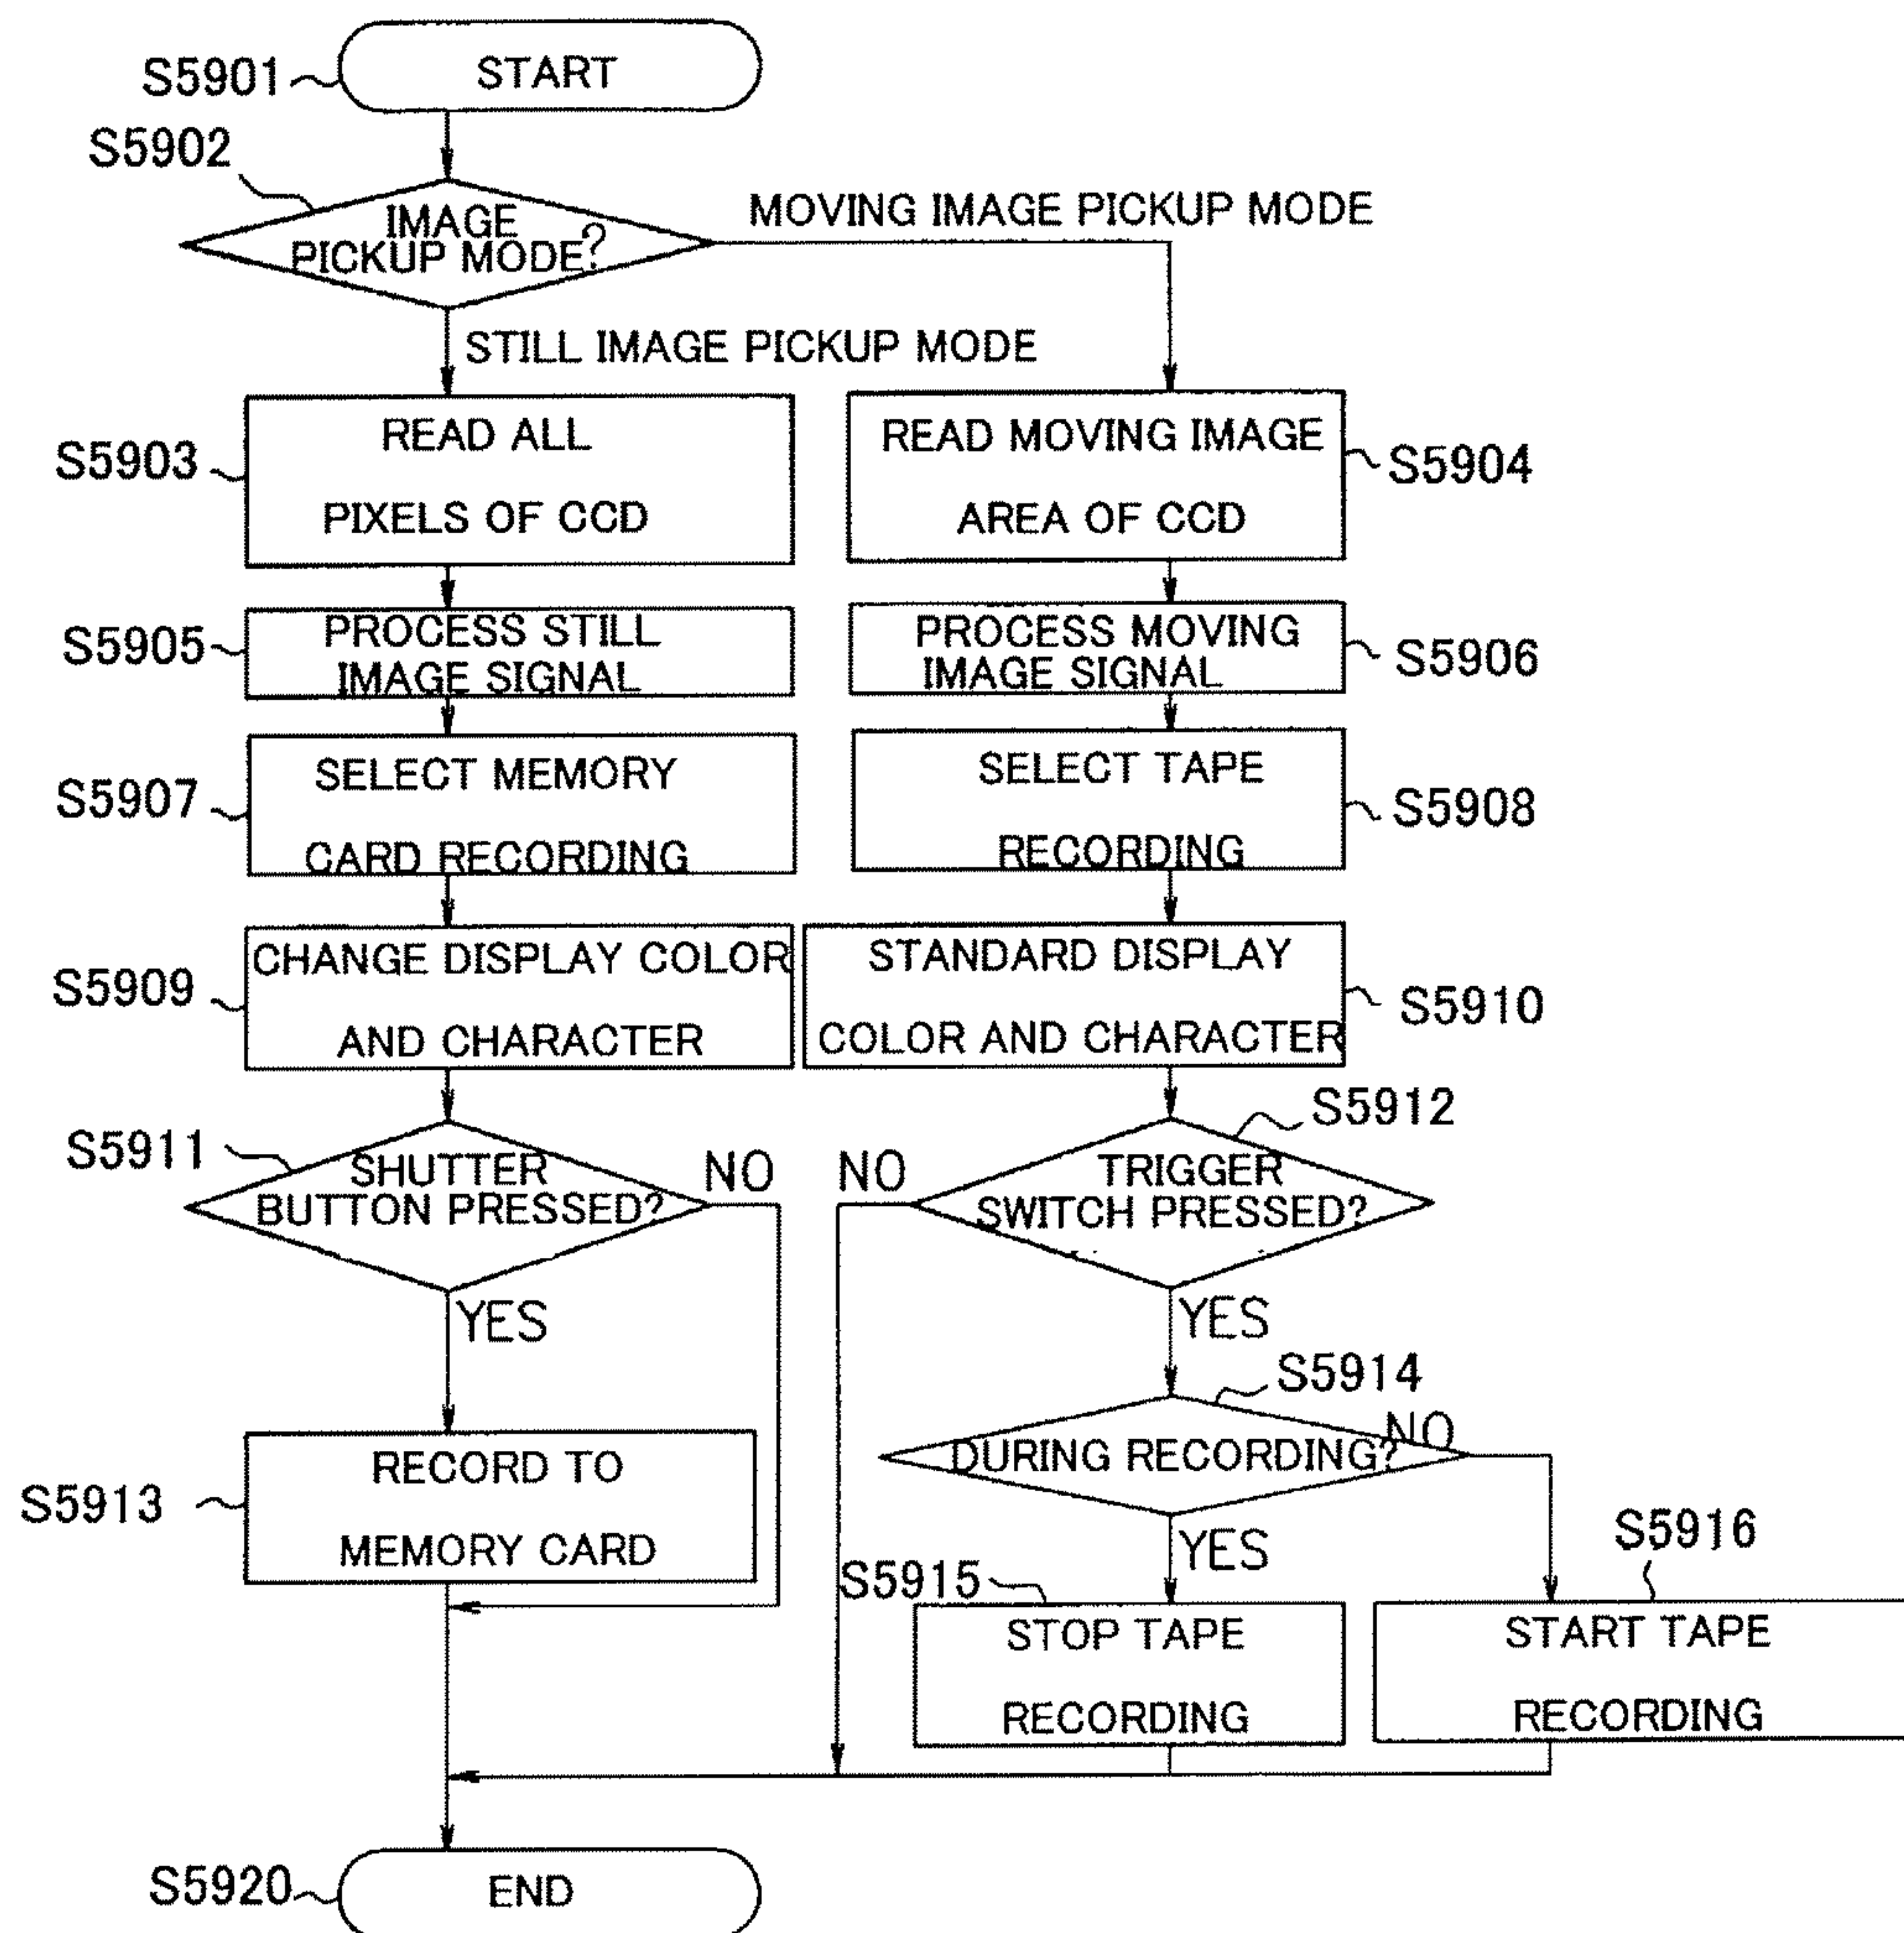 S5901
START
S5902
IMAGE
PICKUP MODE?
MOVING IMAGE PICKUP MODE
STILL IMAGE PICKUP MODE
S5903
READ ALL
PIXELS OF CCD
READ MOVING IMAGE
AREA OF CCD
S5904
S5905
PROCESS STILL
IMAGE SIGNAL
PROCESS MOVING
IMAGE SIGNAL
S5906
S5907
SELECT MEMORY
CARD RECORDING
SELECT TAPE
RECORDING
S5908
S5909
CHANGE DISPLAY COLOR
AND CHARACTER
STANDARD DISPLAY
COLOR AND CHARACTER
S5910
S5911
SHUTTER
BUTTON PRESSED?
NO
YES
S5912
NO
TRIGGER
SWITCH PRESSED?
YES
S5913
RECORD TO
MEMORY CARD
S5914
DURING RECORDING?
NO
YES
S5915
STOP TAPE
RECORDING
S5916
START TAPE
RECORDING
S5920
END